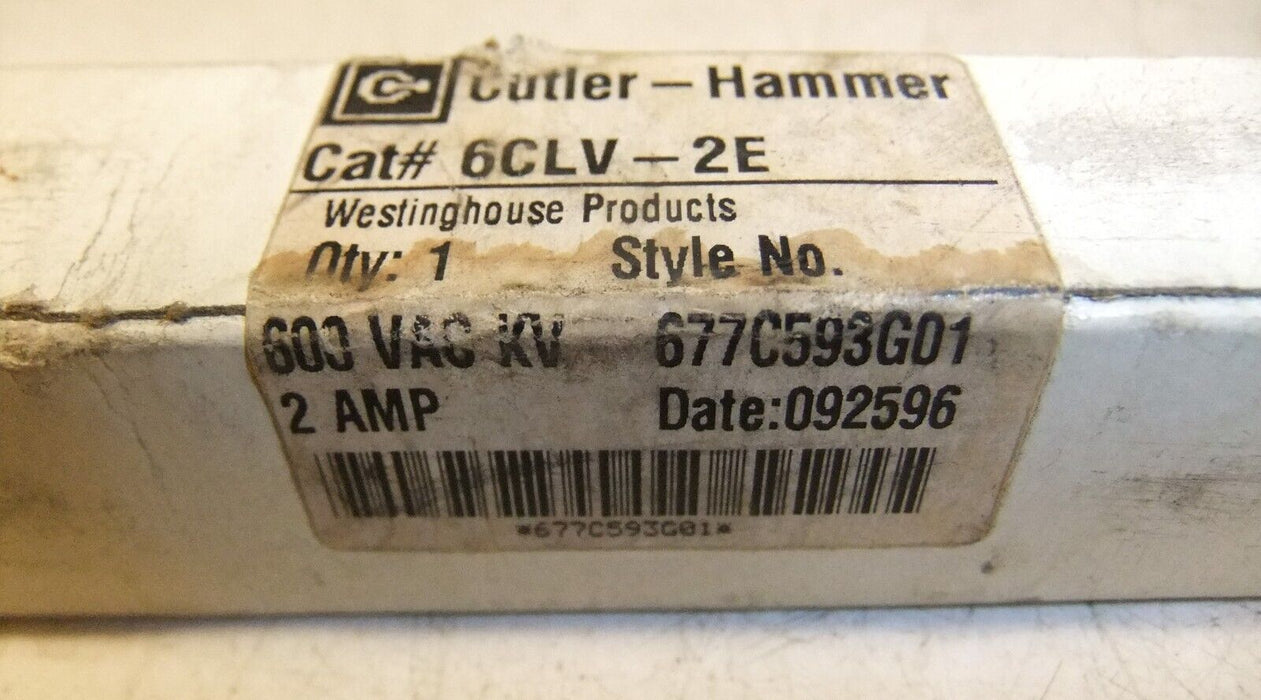 Cutler-Hammer
Cat# 6CLV-2E
Westinghouse Products
Qty: 1 Style No.
600 VAC KV 677C593G01
2 AMP Date:092596
*677C593G01*